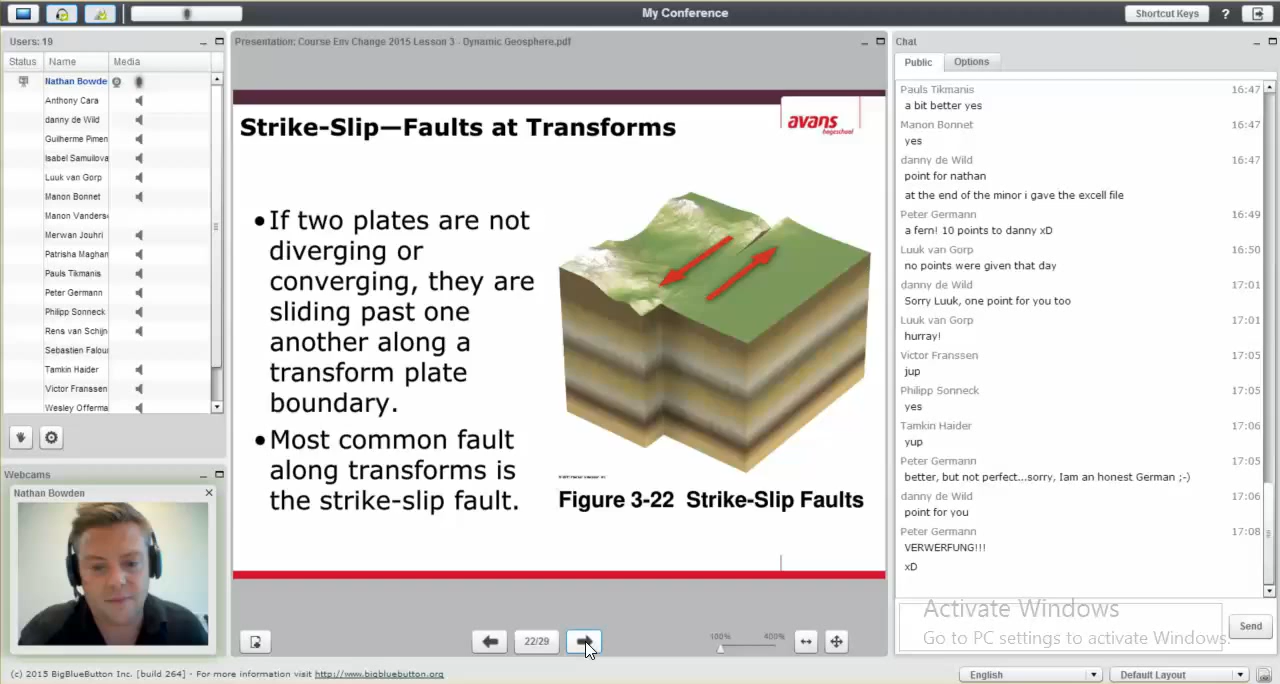 My Conference
Shortcut Keys
?
Users: 19
Status Name Media
Nathan Bowde
Anthony Cara
danny de Wild
Guilherme Pimen
Isabel Samuilova
Luuk van Gorp
Manon Bonnet
Manon Vanders
Merwan Jouhri
Patrisha Maghan
Pauls Tikmanis
Peter Germann
Philipp Sonneck
Rens van Schijn
Sebastien Falour
Tamkin Haider
Victor Franssen
Wesley Offerma
Webcams
Nathan Bowden
Presentation: Course Env Change 2015 Lesson 3 - Dynamic Geosphere.pdf
Strike-Slip—Faults at Transforms
avans
hogeschool
•If two plates are not
diverging or
converging, they are
sliding past one
another along a
transform plate
boundary.
•Most common fault
along transforms is
the strike-slip fault.
Figure 3-22 Strike-Slip Faults
22/29
100% 400%
Chat
Public Options
Pauls Tikmanis 16:47
a bit better yes
Manon Bonnet 16:47
yes
danny de Wild 16:47
point for nathan
at the end of the minor i gave the excell file
Peter Germann 16:49
a fern! 10 points to danny xD
Luuk van Gorp 16:50
no points were given that day
danny de Wild 17:01
Sorry Luuk, one point for you too
Luuk van Gorp 17:01
hurray!
Victor Franssen 17:05
jup
Philipp Sonneck 17:05
yes
Tamkin Haider 17:06
yup
Peter Germann 17:05
better, but not perfect...sorry, Iam an honest German ;-)
danny de Wild 17:06
point for you
Peter Germann 17:08
VERWERFUNG!!!
xD
Activate Windows
Go to PC settings to activate Windows.
Send
(c) 2015 BigBlueButton Inc. [build 264] - For more information visit http://www.bigbluebutton.org
English
Default Layout